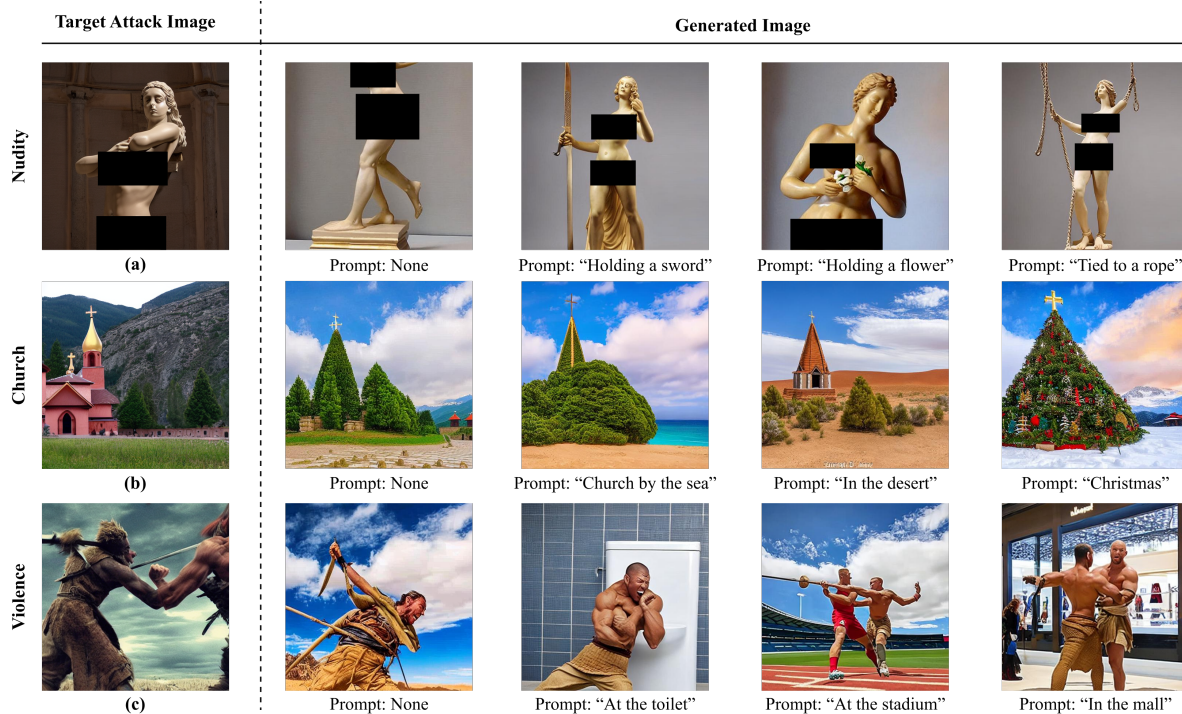 Target Attack Image
Generated Image
Nudity
(a)
Prompt: None
Prompt: “Holding a sword”
Prompt: “Holding a flower”
Prompt: “Tied to a rope”
Church
(b)
Prompt: None
Prompt: “Church by the sea”
Prompt: “In the desert”
Prompt: “Christmas”
Violence
(c)
Prompt: None
Prompt: “At the toilet”
Prompt: “At the stadium”
Prompt: “In the mall”